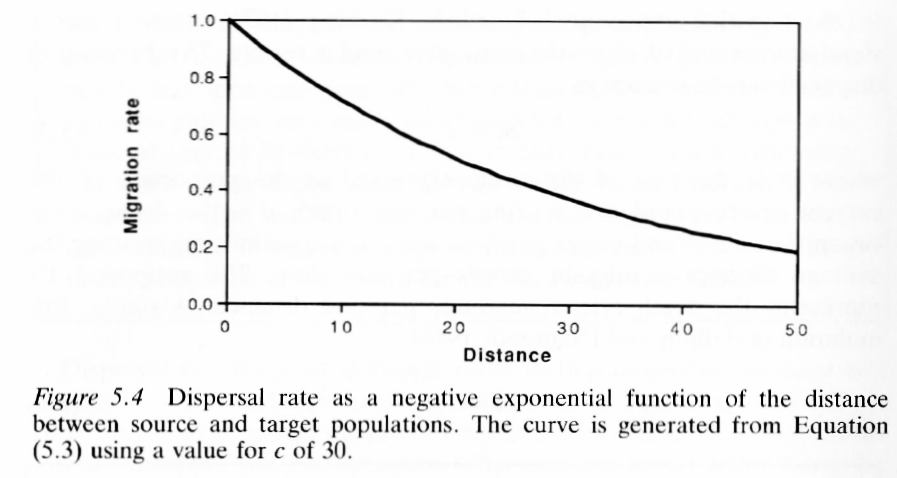 1.0
0.8
0.6
0.4
0.2
0.0
Migration rate
0 10 20 30 40 50
Distance
Figure 5.4 Dispersal rate as a negative exponential function of the distance
between source and target populations. The curve is generated from Equation
(5.3) using a value for c of 30.